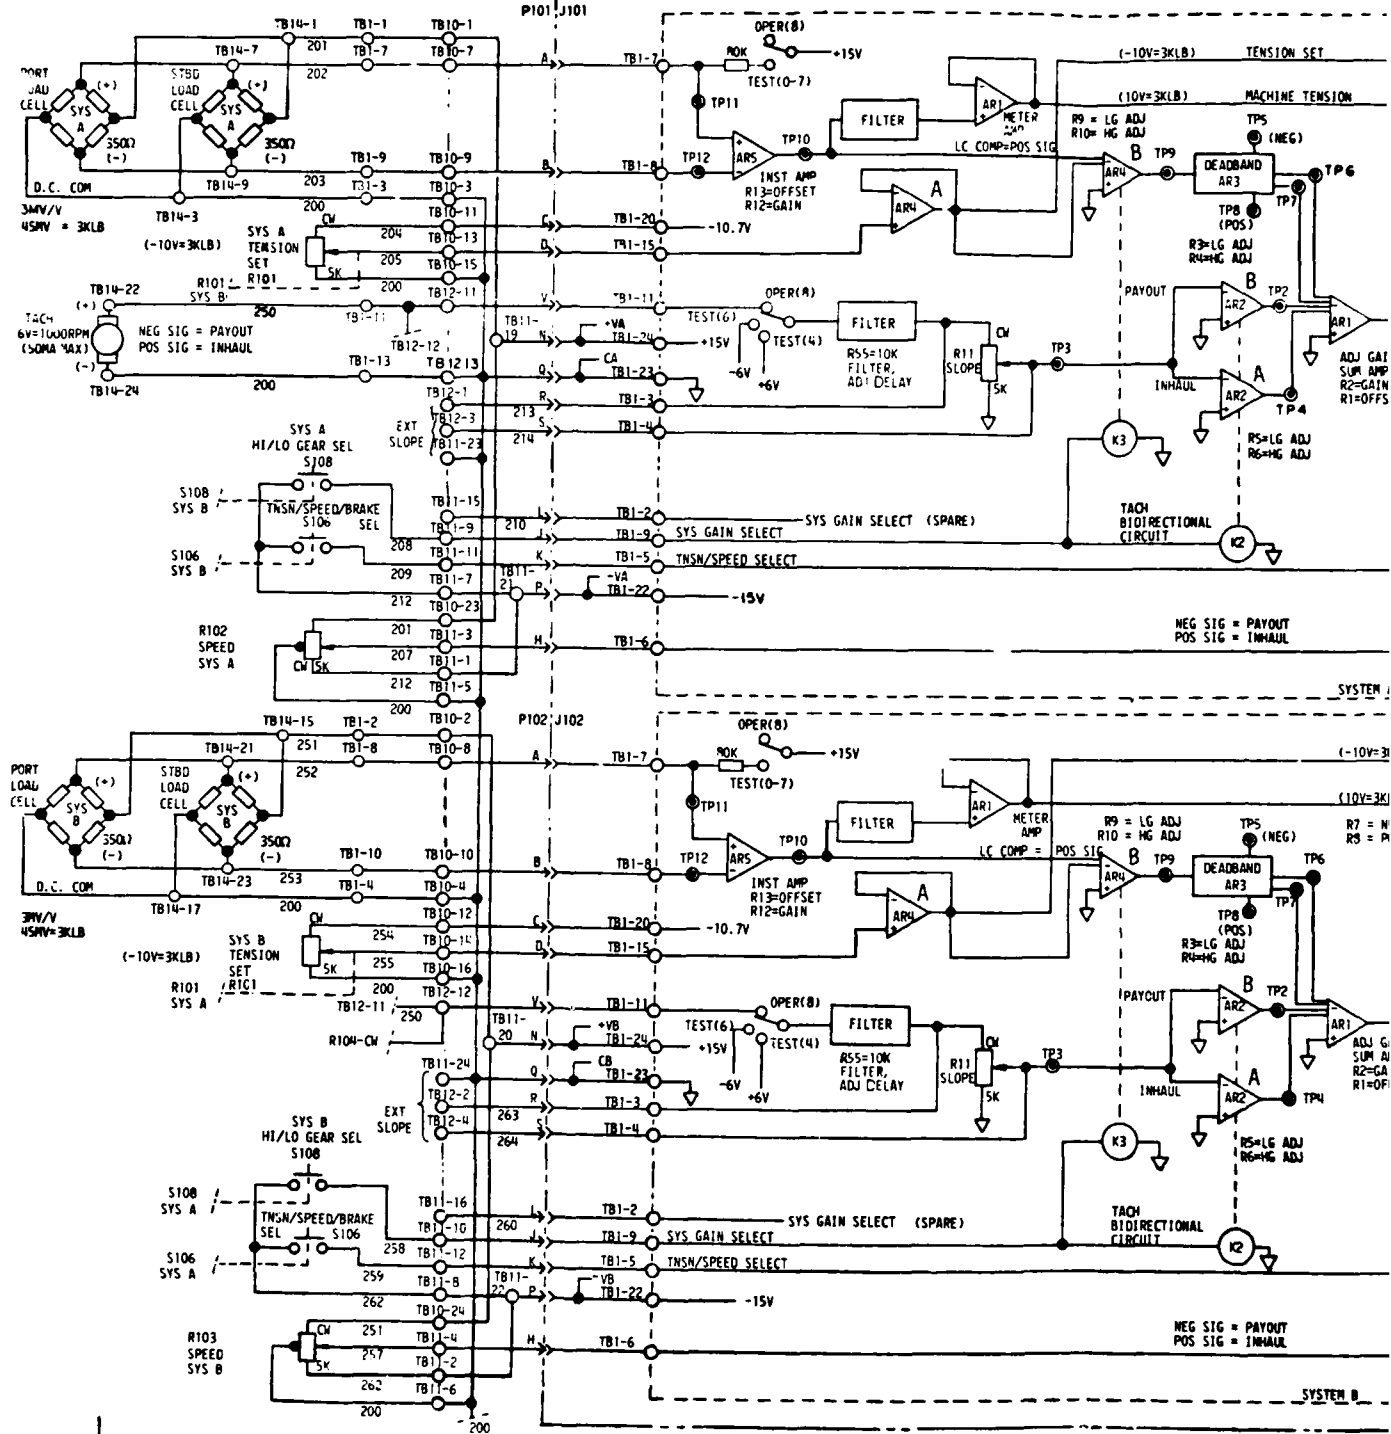 P101 J101
TB14-1 TB1-1 TB10-1
201
TB14-7 TB1-7 TB10-7
202
A
TB1-7
80K
OPER(8)
+15V
TEST(0-7)
(-10V=3KLB) TENSION SET
(10V=3KLB) MACHINE TENSION
PORT
CELL
SYS
A
(+)
350Ω
(-)
STBD
LOAD
CELL
SYS
A
(+)
350Ω
(-)
TP11
FILTER
AR1
METER
AMP
R9 = LG ADJ
R10= HG ADJ
TP5
(NEG)
TP12
AR5
TP10
LC COMP=POS SIG
B
AR4
TP9
DEADBAND
AR3
TP6
TP7
TP8
(POS)
TB14-9 TB1-9 TB10-9
203
B
TB1-8
INST AMP
R13=OFFSET
R12=GAIN
D.C. COM
TB14-3
TB1-3 TB10-3
200
3MV/V
45MV = 3KLB
(-10V=3KLB)
SYS A
TENSION
SET
R101
CW
5K
TB10-11
204
C
TB1-20
-10.7V
TB10-13
205
D
TB1-15
AR4
A
TB10-15
200
R3=LG ADJ
R4=HG ADJ
R101
SYS B
TB14-22
(+)
250
TB1-11
TB12-11
TB12-12
V
TB1-11
OPER(8)
TEST(6)
TEST(4)
-6V
+6V
TACH
6V=1000RPM
(50MA MAX)
(-)
TB14-24
NEG SIG = PAYOUT
POS SIG = INHAUL
TB11-
19
N
+VA
TB1-24
+15V
FILTER
R55=10K
FILTER,
ADJ DELAY
CW
R11
SLOPE
5K
TP3
PAYOUT
B
AR2
TP2
AR1
INHAUL
A
AR2
TP4
ADJ GAI
SUM AMP
R2=GAIN
R1=OFFS
TB1-13
200
TB12-13
Q
CA
TB1-23
TB12-1
213
R
TB1-3
EXT
SLOPE
TB12-3
214
S
TB1-4
TB11-23
K3
R5=LG ADJ
R6=HG ADJ
SYS A
HI/LO GEAR SEL
S108
S108
SYS B
TNSN/SPEED/BRAKE
SEL
S106
S106
SYS B
TB11-15
210
L
TB1-2
SYS GAIN SELECT (SPARE)
TB11-9
208
J
TB1-9
SYS GAIN SELECT
TB11-11
209
K
TB1-5
TNSN/SPEED SELECT
TACH
BIDIRECTIONAL
CIRCUIT
K2
TB11-7
212
TB11-
21
P
-VA
TB1-22
-15V
TB10-23
201
R102
SPEED
SYS A
CW
5K
TB11-3
207
H
TB1-6
TB11-1
212
TB11-5
200
NEG SIG = PAYOUT
POS SIG = INHAUL
SYSTEM A
P102 J102
TB14-15 TB1-2 TB10-2
251
TB14-21 TB1-8 TB10-8
252
A
TB1-7
80K
OPER(8)
+15V
TEST(0-7)
(-10V=3K
(10V=3K
PORT
LOAD
CELL
SYS
B
(+)
350Ω
(-)
STBD
LOAD
CELL
SYS
B
(+)
350Ω
(-)
TP11
FILTER
AR1
METER
AMP
R9 = LG ADJ
R10 = HG ADJ
TP5
(NEG)
TP12
AR5
TP10
LC COMP = POS SIG
B
AR4
TP9
DEADBAND
AR3
TP6
TP7
TP8
(POS)
TB14-23 TB1-10 TB10-10
253
B
TB1-8
INST AMP
R13=OFFSET
R12=GAIN
D.C. COM
TB14-17
TB1-4 TB10-4
200
3MV/V
45MV=3KLB
(-10V=3KLB)
SYS B
TENSION
SET
R101
CW
5K
TB10-12
254
C
TB1-20
-10.7V
TB10-14
255
D
TB1-15
AR4
A
TB10-16
200
R3=LG ADJ
R4=HG ADJ
R101
SYS A
TB12-11
250
TB12-12
V
TB1-11
R104-CW
TB11-
20
N
+VB
TB1-24
+15V
OPER(8)
TEST(6)
TEST(4)
-6V
+6V
FILTER
R55=10K
FILTER,
ADJ DELAY
CW
R11
SLOPE
5K
TP3
PAYOUT
B
AR2
TP2
AR1
INHAUL
A
AR2
TP4
ADJ G
SUM A
R2=GA
R1=OF
TB11-24
Q
CB
TB1-23
EXT
SLOPE
TB12-2
263
R
TB1-3
TB12-4
264
S
TB1-4
K3
R5=LG ADJ
R6=HG ADJ
SYS B
HI/LO GEAR SEL
S108
S108
SYS A
TNSN/SPEED/BRAKE
SEL
S106
S106
SYS A
TB11-16
260
L
TB1-2
SYS GAIN SELECT (SPARE)
TB11-10
258
J
TB1-9
SYS GAIN SELECT
TB11-12
259
K
TB1-5
TNSN/SPEED SELECT
TACH
BIDIRECTIONAL
CIRCUIT
K2
TB11-8
262
TB11-
22
P
-VB
TB1-22
-15V
TB10-24
251
R103
SPEED
SYS B
CW
5K
TB11-4
257
H
TB1-6
TB11-2
262
TB11-6
200
200
NEG SIG = PAYOUT
POS SIG = INHAUL
SYSTEM B